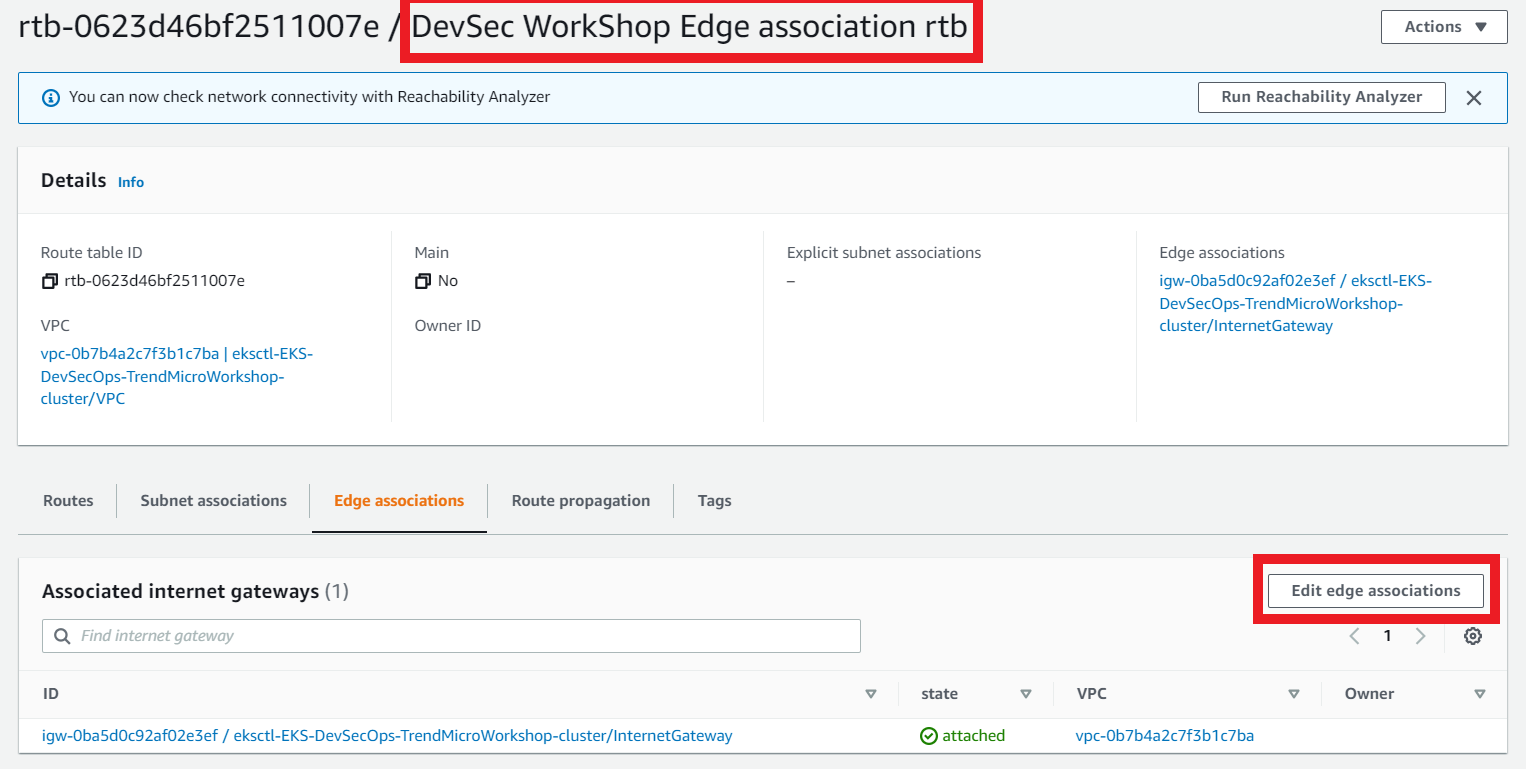 rtb-0623d46bf2511007e / DevSec WorkShop Edge association rtb
Actions
You can now check network connectivity with Reachability Analyzer
Run Reachability Analyzer
Details Info
Route table ID
rtb-0623d46bf2511007e
VPC
vpc-0b7b4a2c7f3b1c7ba | eksctl-EKS-
DevSecOps-TrendMicroWorkshop-
cluster/VPC
Main
No
Owner ID
Explicit subnet associations
–
Edge associations
igw-0ba5d0c92af02e3ef / eksctl-EKS-
DevSecOps-TrendMicroWorkshop-
cluster/InternetGateway
Routes
Subnet associations
Edge associations
Route propagation
Tags
Associated internet gateways (1)
Edit edge associations
Find internet gateway
1
ID
state
VPC
Owner
igw-0ba5d0c92af02e3ef / eksctl-EKS-DevSecOps-TrendMicroWorkshop-cluster/InternetGateway
attached
vpc-0b7b4a2c7f3b1c7ba